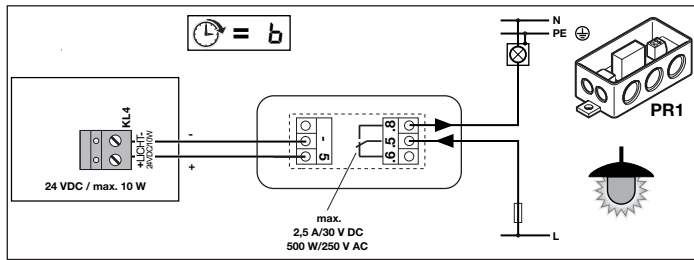 = b
N
PE
PR1
KL4
+LICHT-
24VDC/10W
-
+
24 VDC / max. 10 W
-
5
.8
.5
.6
max.
2,5 A/30 V DC
500 W/250 V AC
L